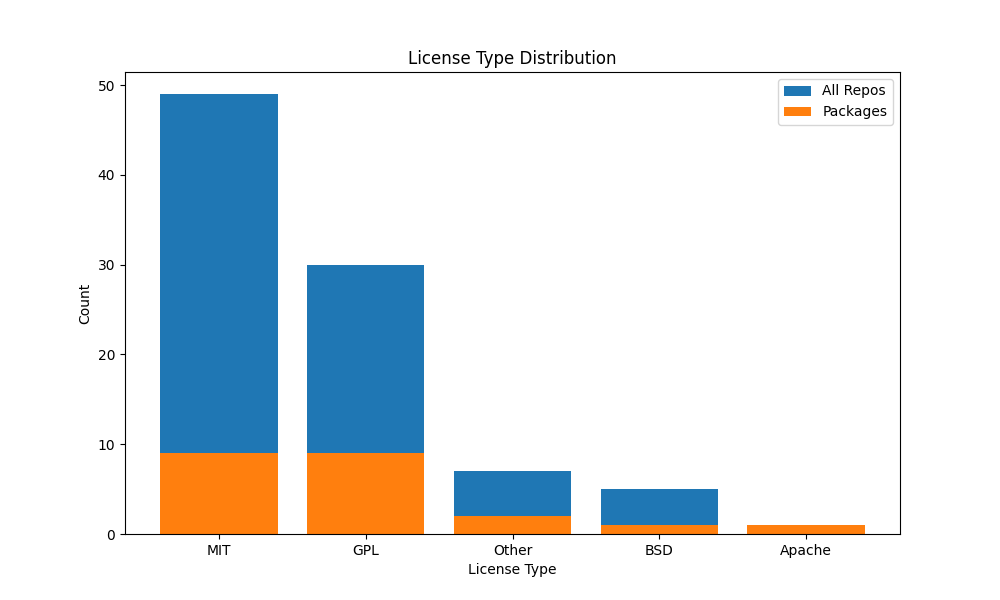 License Type Distribution
All Repos
Packages
50
40
30
20
10
0
Count
MIT GPL Other BSD Apache
License Type